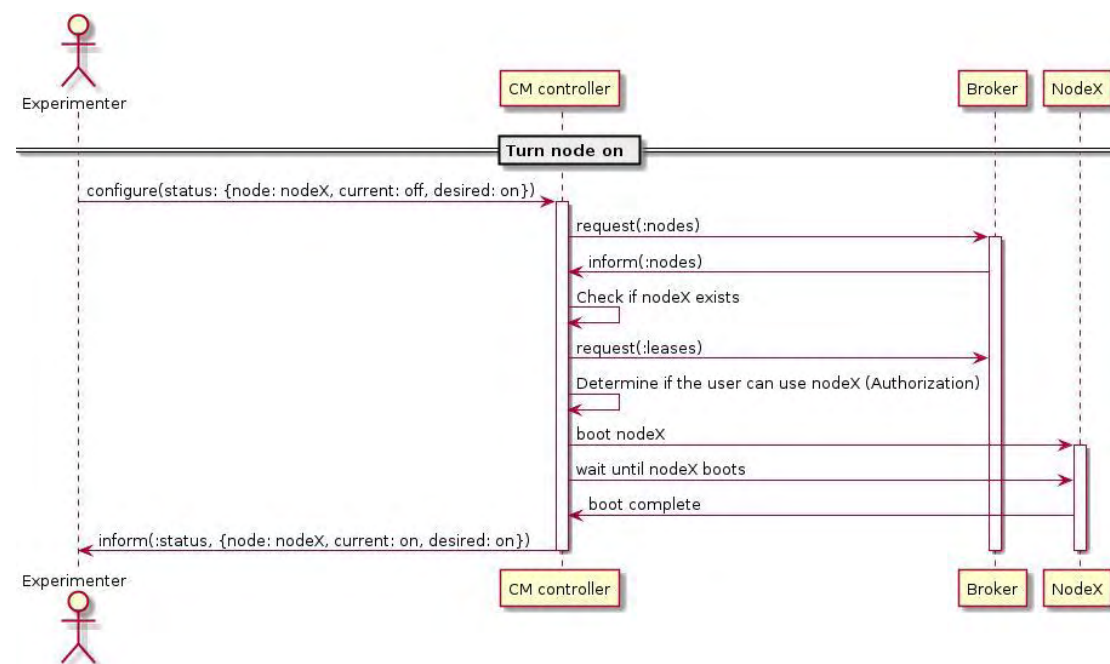 Experimenter
CM controller
Broker
NodeX
Turn node on
configure(status: {node: nodeX, current: off, desired: on})
request(:nodes)
inform(:nodes)
Check if nodeX exists
request(:leases)
Determine if the user can use nodeX (Authorization)
boot nodeX
wait until nodeX boots
boot complete
inform(:status, {node: nodeX, current: on, desired: on})
Experimenter
CM controller
Broker
NodeX